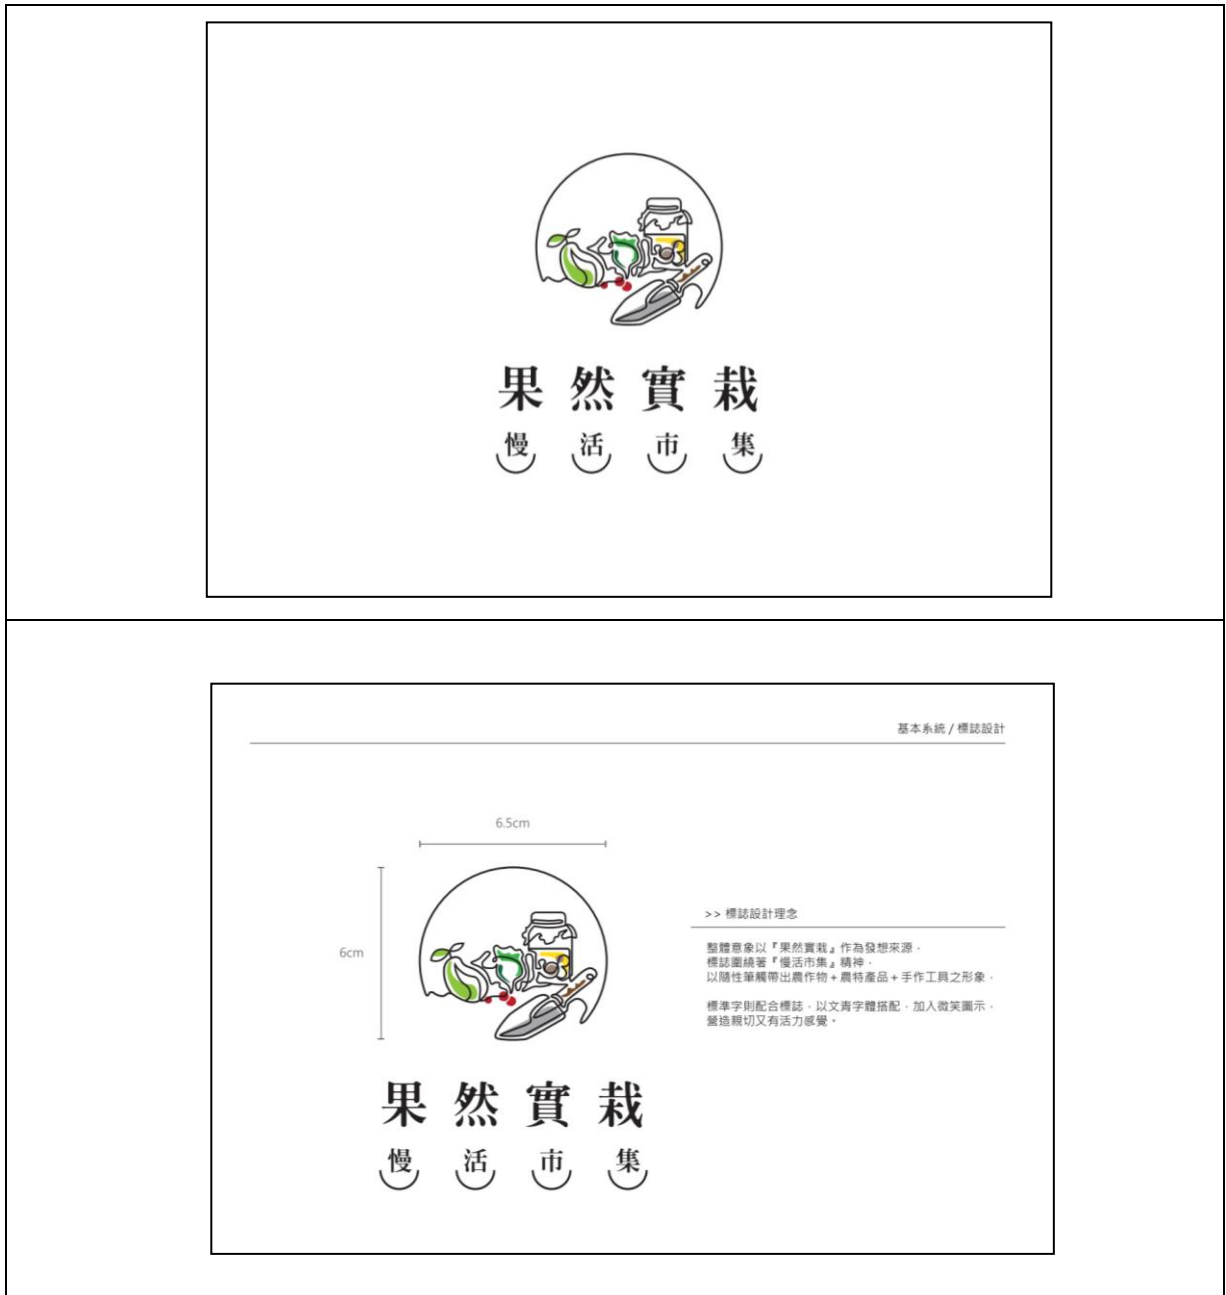 果然實栽
慢活市集
基本系統 / 標誌設計
6.5cm
6cm
>> 標誌設計理念
整體意象以『果然實栽』作為發想來源，
標誌圍繞著『慢活市集』精神，
以隨性筆觸帶出農作物+農特產品+手作工具之形象，
標準字則配合標誌，以文青字體搭配，加入微笑圖示，
營造親切又有活力感覺。
果然實栽
慢活市集